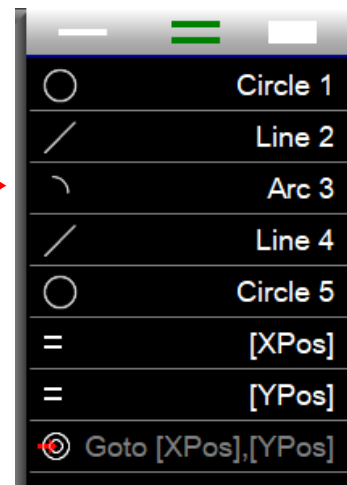 Circle 1
Line 2
Arc 3
Line 4
Circle 5
= [XPos]
= [YPos]
Goto [XPos],[YPos]